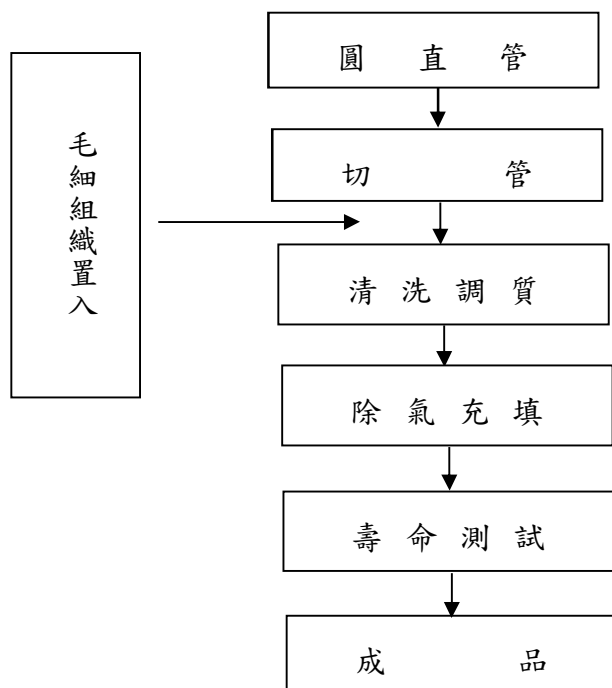 圓直管
毛細組織置入
切管
清洗調質
除氣充填
壽命測試
成品